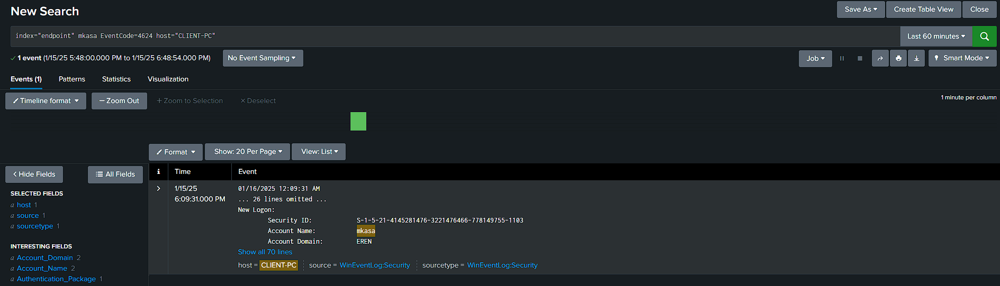 New Search
Save As
Create Table View
Close
index="endpoint" mkasa EventCode=4624 host="CLIENT-PC"
Last 60 minutes
1 event (1/15/25 5:48:00.000 PM to 1/15/25 6:48:54.000 PM)
No Event Sampling
Job
Smart Mode
Events (1)
Patterns
Statistics
Visualization
Timeline format
— Zoom Out
+ Zoom to Selection
× Deselect
1 minute per column
Format
Show: 20 Per Page
View: List
< Hide Fields
All Fields
i
Time
Event
SELECTED FIELDS
a host 1
a source 1
a sourcetype 1
INTERESTING FIELDS
a Account_Domain 2
a Account_Name 2
a Authentication_Package 1
>
1/15/25
6:09:31.000 PM
01/16/2025 12:09:31 AM
... 26 lines omitted ...
New Logon:
Security ID: S-1-5-21-4145281476-3221476466-778149755-1103
Account Name: mkasa
Account Domain: EREN
Show all 70 lines
host = CLIENT-PC source = WinEventLog:Security sourcetype = WinEventLog:Security